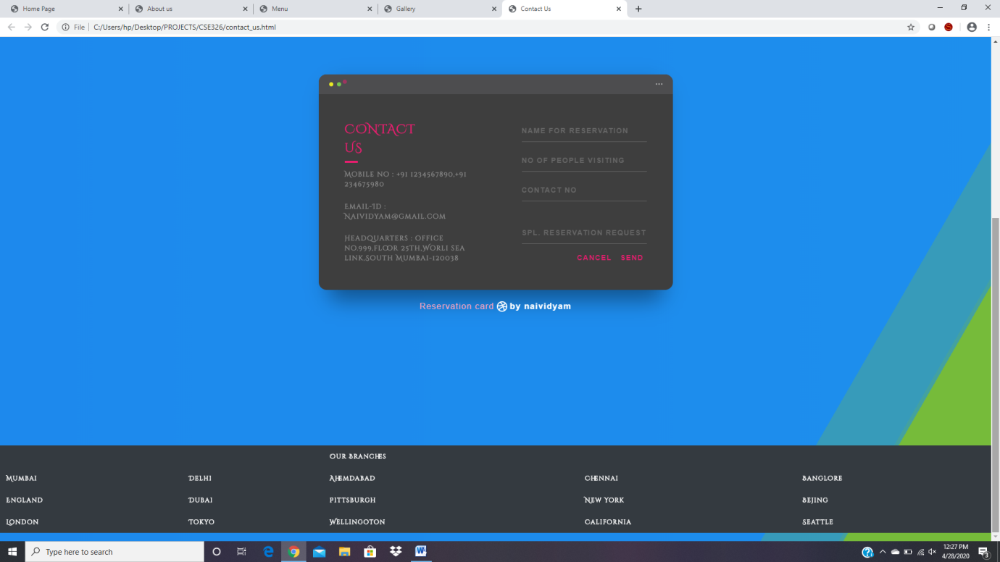 Home Page
About us
Menu
Gallery
Contact Us
File
C:/Users/hp/Desktop/PROJECTS/CSE326/contact_us.html
CONTACT
US
MOBILE NO : +91 1234567890,+91
234675980
EMAIL-ID :
NAIVIDYAM@GMAIL.COM
HEADQUARTERS : OFFICE
NO.999,FLOOR 25TH,WORLI SEA
LINK,SOUTH MUMBAI-120038
NAME FOR RESERVATION
NO OF PEOPLE VISITING
CONTACT NO
SPL. RESERVATION REQUEST
CANCEL SEND
Reservation card by naividyam
OUR BRANCHES
MUMBAI DELHI AHEMDABAD CHENNAI BANGLORE
ENGLAND DUBAI PITTSBURGH NEW YORK BEJING
LONDON TOKYO WELLINGOTON CALIFORNIA SEATTLE
Type here to search
12:27 PM
4/28/2020
3